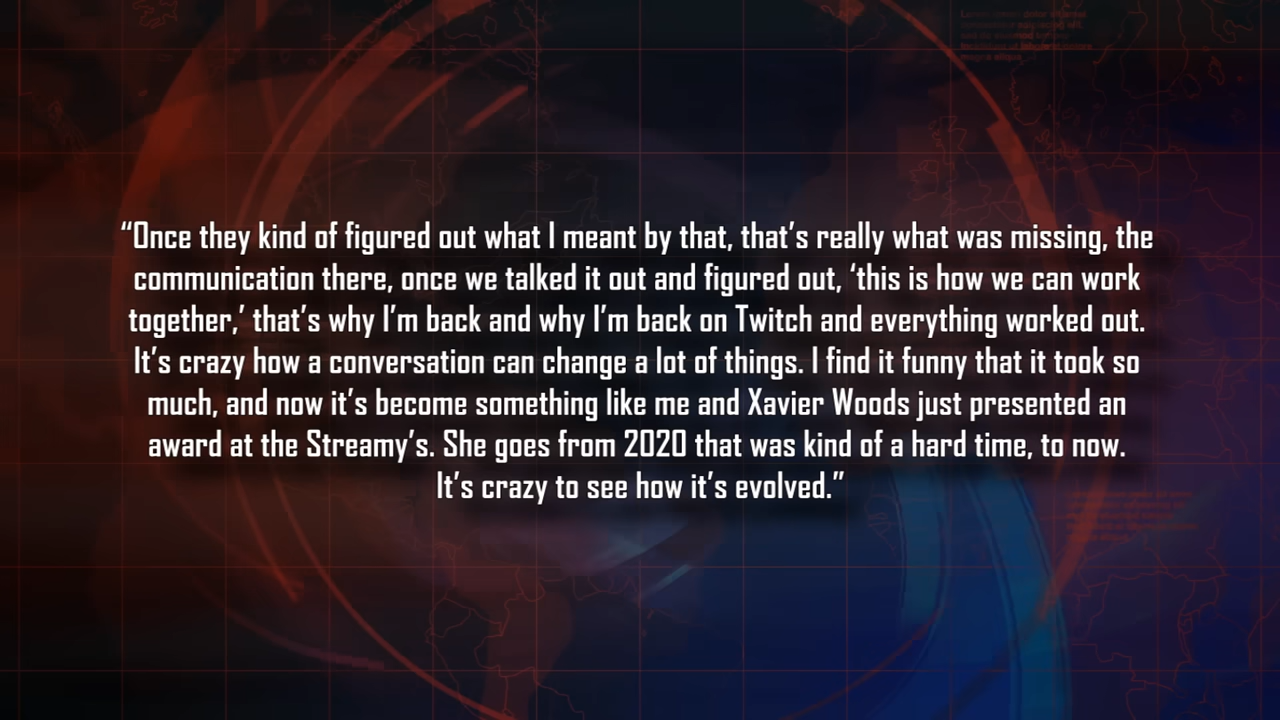 “Once they kind of figured out what I meant by that, that’s really what was missing, the
communication there, once we talked it out and figured out, ‘this is how we can work
together,’ that’s why I’m back and why I’m back on Twitch and everything worked out.
It’s crazy how a conversation can change a lot of things. I find it funny that it took so
much, and now it’s become something like me and Xavier Woods just presented an
award at the Streamy’s. She goes from 2020 that was kind of a hard time, to now.
It’s crazy to see how it’s evolved.”